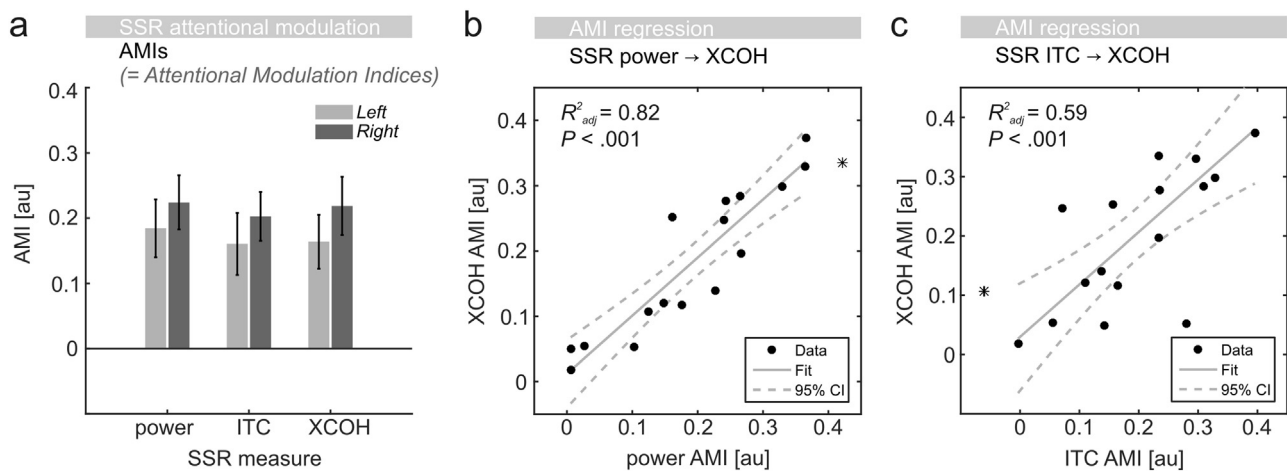 a
SSR attentional modulation
AMIs
(= Attentional Modulation Indices)
0.4
0.3
0.2
0.1
0
AMI [au]
Left
Right
power ITC XCOH
SSR measure
b
AMI regression
SSR power → XCOH
R²adj = 0.82
P < .001
0.4
0.3
0.2
0.1
0
XCOH AMI [au]
*
Data
Fit
95% CI
0 0.1 0.2 0.3 0.4
power AMI [au]
c
AMI regression
SSR ITC → XCOH
R²adj = 0.59
P < .001
0.4
0.3
0.2
0.1
0
XCOH AMI [au]
*
Data
Fit
95% CI
0 0.1 0.2 0.3 0.4
ITC AMI [au]